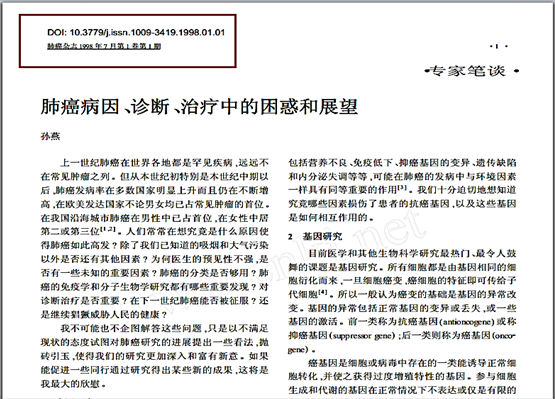 DOI: 10.3779/j.issn.1009-3419.1998.01.01
肺癌杂志 1998 年 7 月第 1 卷第 1 期
·1·
·专家笔谈·
肺癌病因、诊断、治疗中的困惑和展望
孙燕
上一世纪肺癌在世界各地都是罕见疾病,远远不
在常见肿瘤之列。但从本世纪初特别是本世纪中期以
后,肺癌发病率在多数国家明显上升而且仍在不断增
高,在欧美发达国家不论男女均已占常见肿瘤的首位。
在我国沿海城市肺癌在男性中已占首位,在女性中居
第二或第三位[1,2]。人们常常在想究竟是什么原因使
得肺癌如此高发?除了我们已知道的吸烟和大气污染
以外是否还有其他因素?为何医生的预见性不强,是
否有一些未知的重要因素?肺癌的分类是否够用?肺
癌的免疫学和分子生物学研究都有哪些重要发现?对
诊断治疗是否重要?在下一世纪肺癌能否被征服?还
是继续猖獗威胁人民的健康?
我不可能也不企图解答这些问题,只是以不满足
现状的态度试图对肺癌研究的进展提出一些看法,抛
砖引玉,使得我们的研究更加深入和富有新意。如果
能促进一些同行通过研究得出某些新的成果,这将是
我最大的欣慰。
包括营养不良、免疫低下、抑癌基因的变异、遗传缺陷
和内分泌失调等等,可能在肺癌的发病中与环境因素
一样具有同等重要的作用[3]。我们十分迫切地想知道
究竟哪些因素损伤了患者的抗癌基因,以及这些基因
是如何相互作用的。
2 基因研究
目前医学和其他生物科学研究最热门、最令人鼓
舞的课题是基因研究。所有细胞都是由基因相同的细
胞衍化而来,一旦细胞癌变,癌细胞的特征即可传给子
代细胞[4]。所以一般认为癌变的基础是基因的异常改
变。基因的异常包括正常基因的变异或丢失,或一些
基因的激活。前一类称为抗癌基因(antioncogene)或称
抑癌基因(suppressor gene);后一类则称为癌基因(onco-
gene)。
癌基因是细胞或病毒中存在的一类能诱导正常细
胞转化,并使之获得过度增殖特性的基因。参与细胞
生成和代谢的基因在正常情况下不表达或仅是有限的